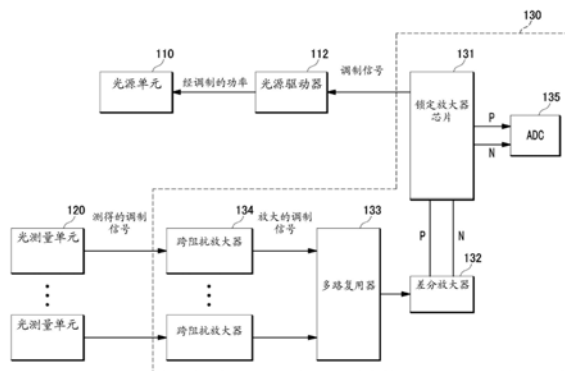 130
110
112
131
光源单元
经调制的功率
光源驱动器
调制信号
锁定放大器
芯片
P
N
135
ADC
120
测得的调制
信号
134
放大的调制
信号
133
光测量单元
跨阻抗放大器
多路复用器
P
N
132
差分放大器
光测量单元
跨阻抗放大器